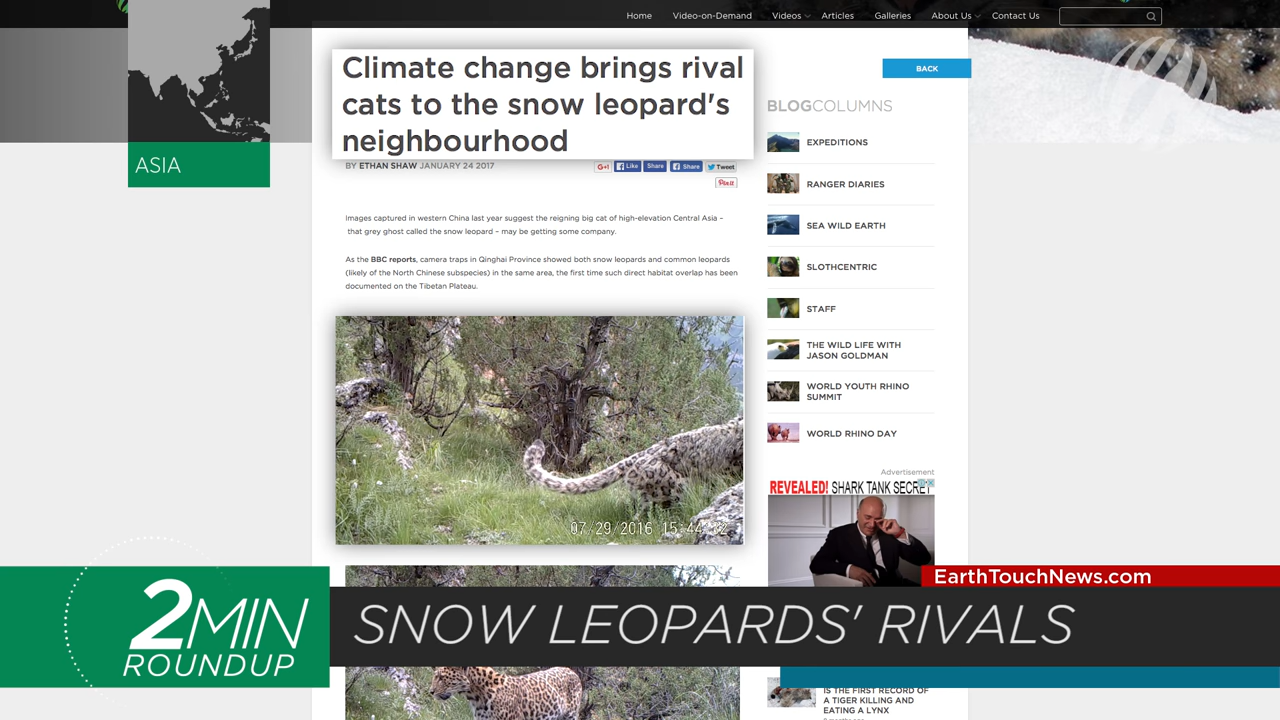 Home Video-on-Demand Videos Articles Galleries About Us Contact Us
Climate change brings rival
cats to the snow leopard's
neighbourhood
BACK
BLOGCOLUMNS
ASIA
BY ETHAN SHAW JANUARY 24 2017
G+1 Like Share Share Tweet
Pin it
Images captured in western China last year suggest the reigning big cat of high-elevation Central Asia –
that grey ghost called the snow leopard – may be getting some company.
As the BBC reports, camera traps in Qinghai Province showed both snow leopards and common leopards
(likely of the North Chinese subspecies) in the same area, the first time such direct habitat overlap has been
documented on the Tibetan Plateau.
07/29/2016 15:44:32
EXPEDITIONS
RANGER DIARIES
SEA WILD EARTH
SLOTHCENTRIC
STAFF
THE WILD LIFE WITH
JASON GOLDMAN
WORLD YOUTH RHINO
SUMMIT
WORLD RHINO DAY
Advertisement
REVEALED! SHARK TANK SECRET
EarthTouchNews.com
2MIN
ROUNDUP
SNOW LEOPARDS' RIVALS
IS THE FIRST RECORD OF
A TIGER KILLING AND
EATING A LYNX